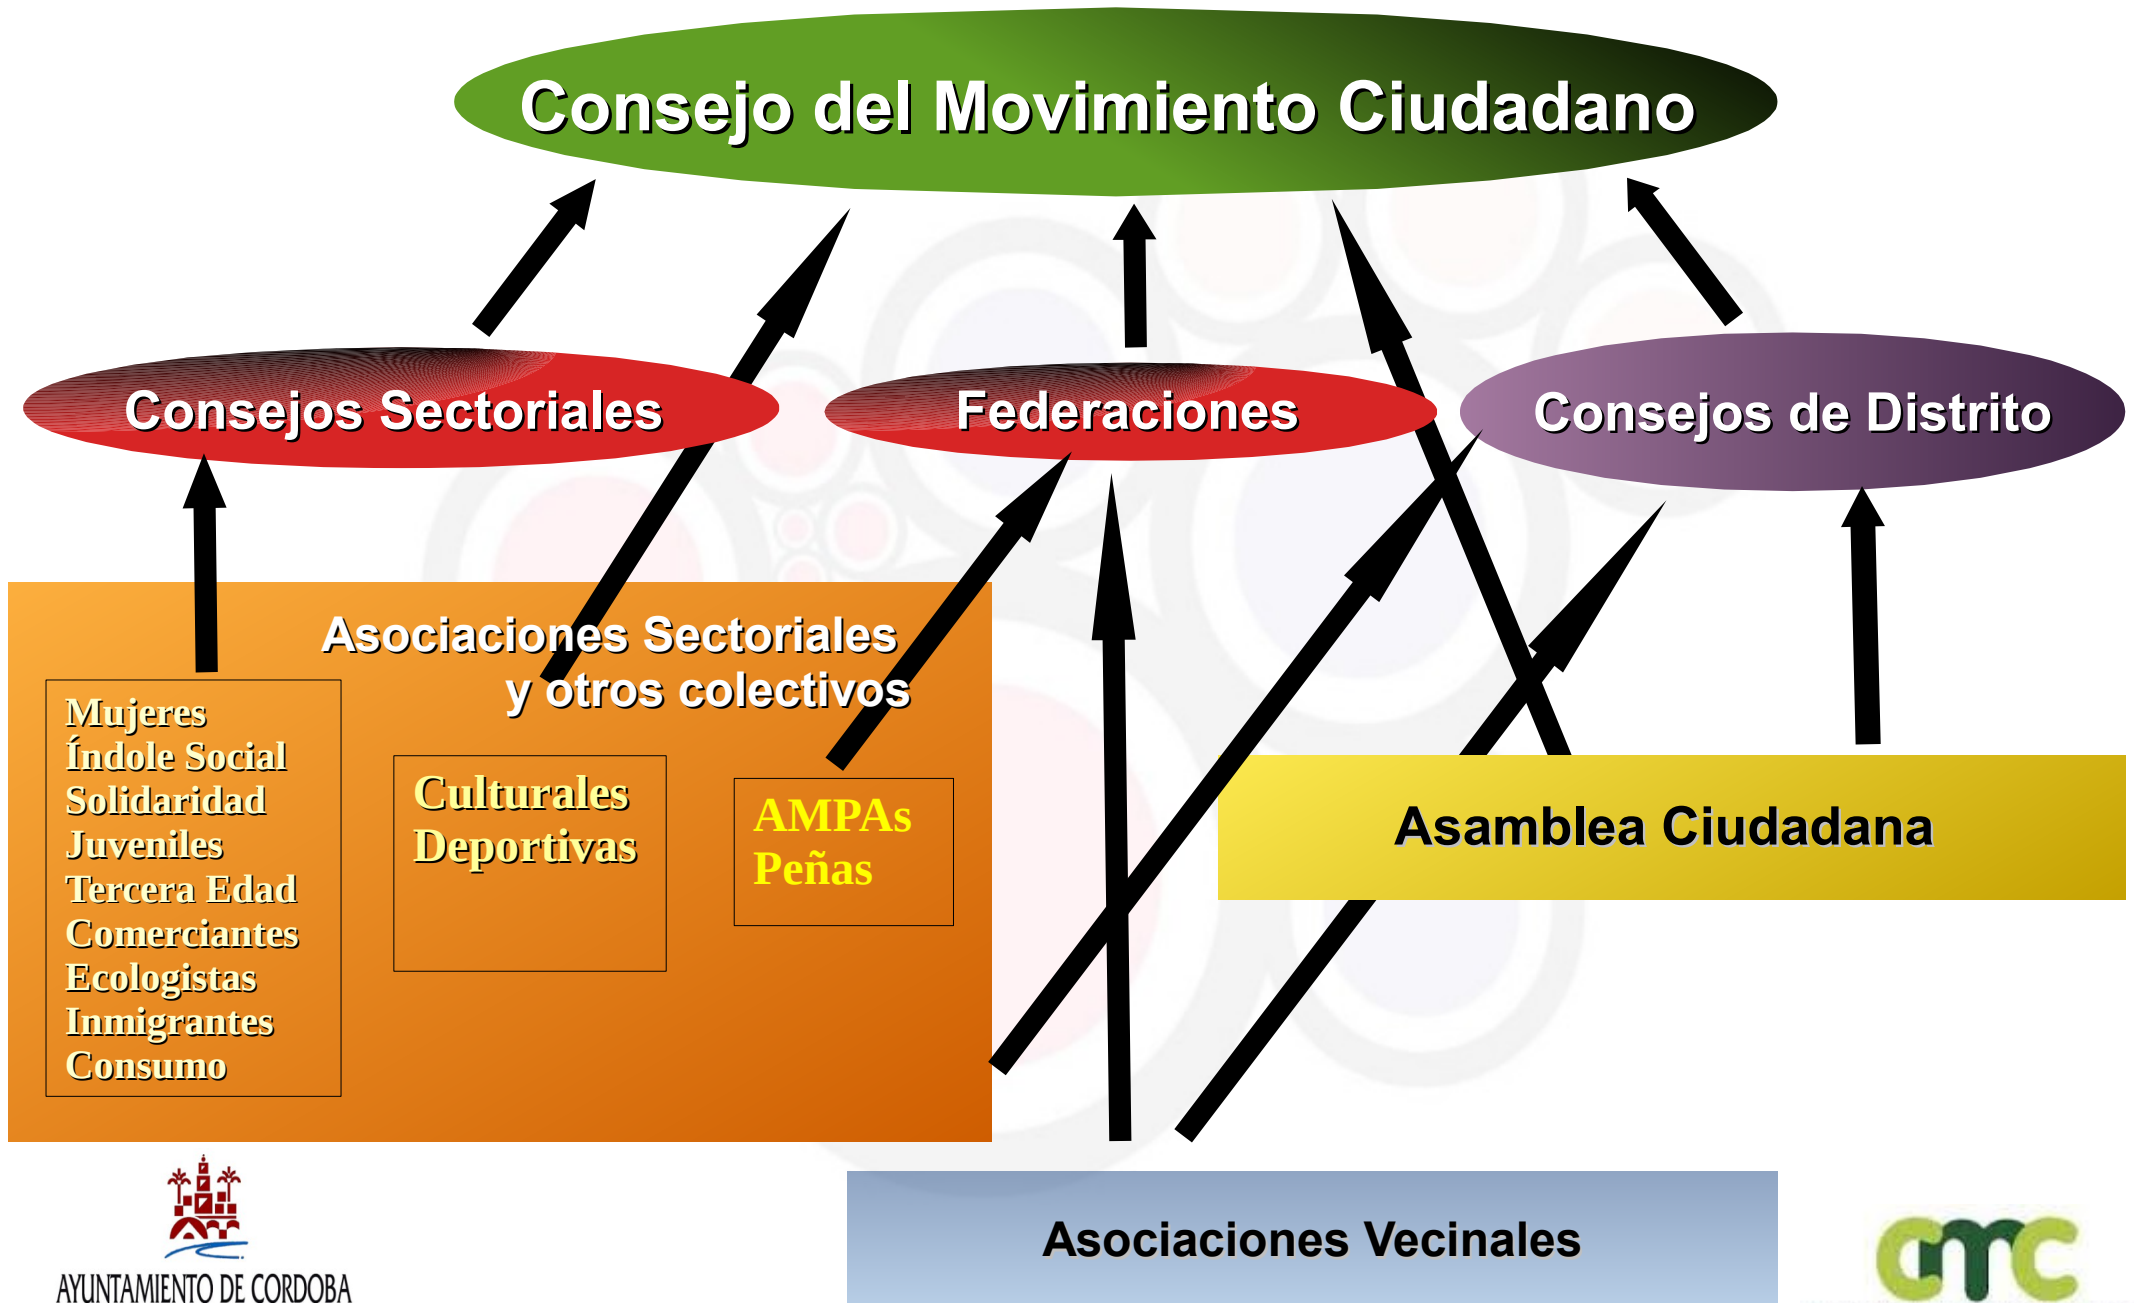 Consejo del Movimiento Ciudadano
Consejos Sectoriales
Federaciones
Consejos de Distrito
Asociaciones Sectoriales
y otros colectivos
Mujeres
Índole Social
Solidaridad
Juveniles
Tercera Edad
Comerciantes
Ecologistas
Inmigrantes
Consumo
Culturales
Deportivas
AMPAs
Peñas
Asamblea Ciudadana
Asociaciones Vecinales
AYUNTAMIENTO DE CORDOBA
cmc